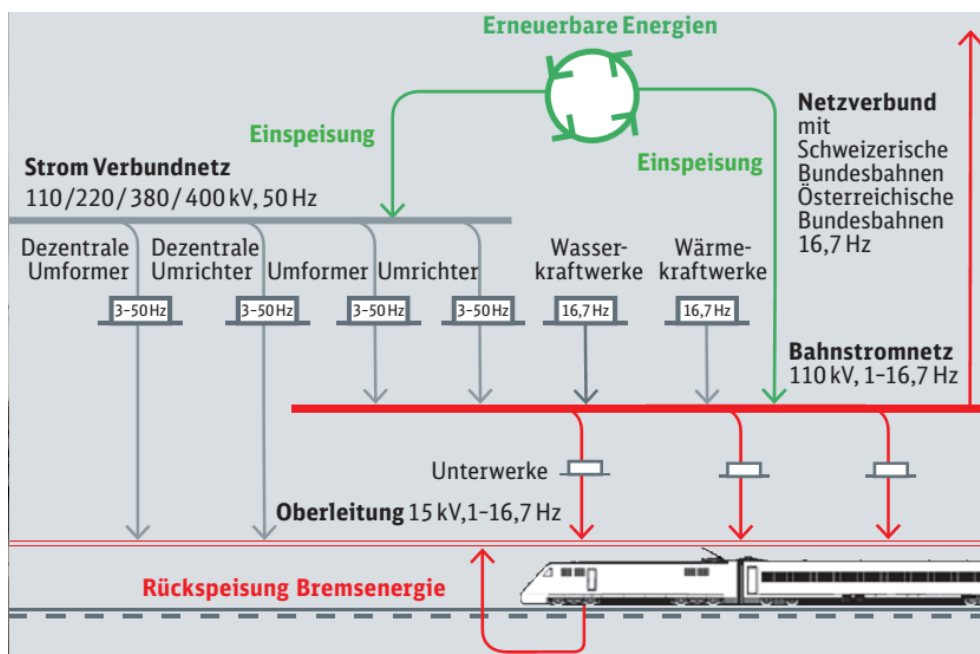 Erneuerbare Energien
Einspeisung
Einspeisung
Netzverbund
mit
Schweizerische
Bundesbahnen
Österreichische
Bundesbahnen
16,7 Hz
Strom Verbundnetz
110/220/380/400 kV, 50 Hz
Dezentrale
Umformer
Dezentrale
Umrichter
Umformer
Umrichter
Wasser-
kraftwerke
Wärme-
kraftwerke
3–50 Hz
3–50 Hz
3–50 Hz
3–50 Hz
16,7 Hz
16,7 Hz
Bahnstromnetz
110 kV, 1–16,7 Hz
Unterwerke
Oberleitung 15 kV,1–16,7 Hz
Rückspeisung Bremsenergie